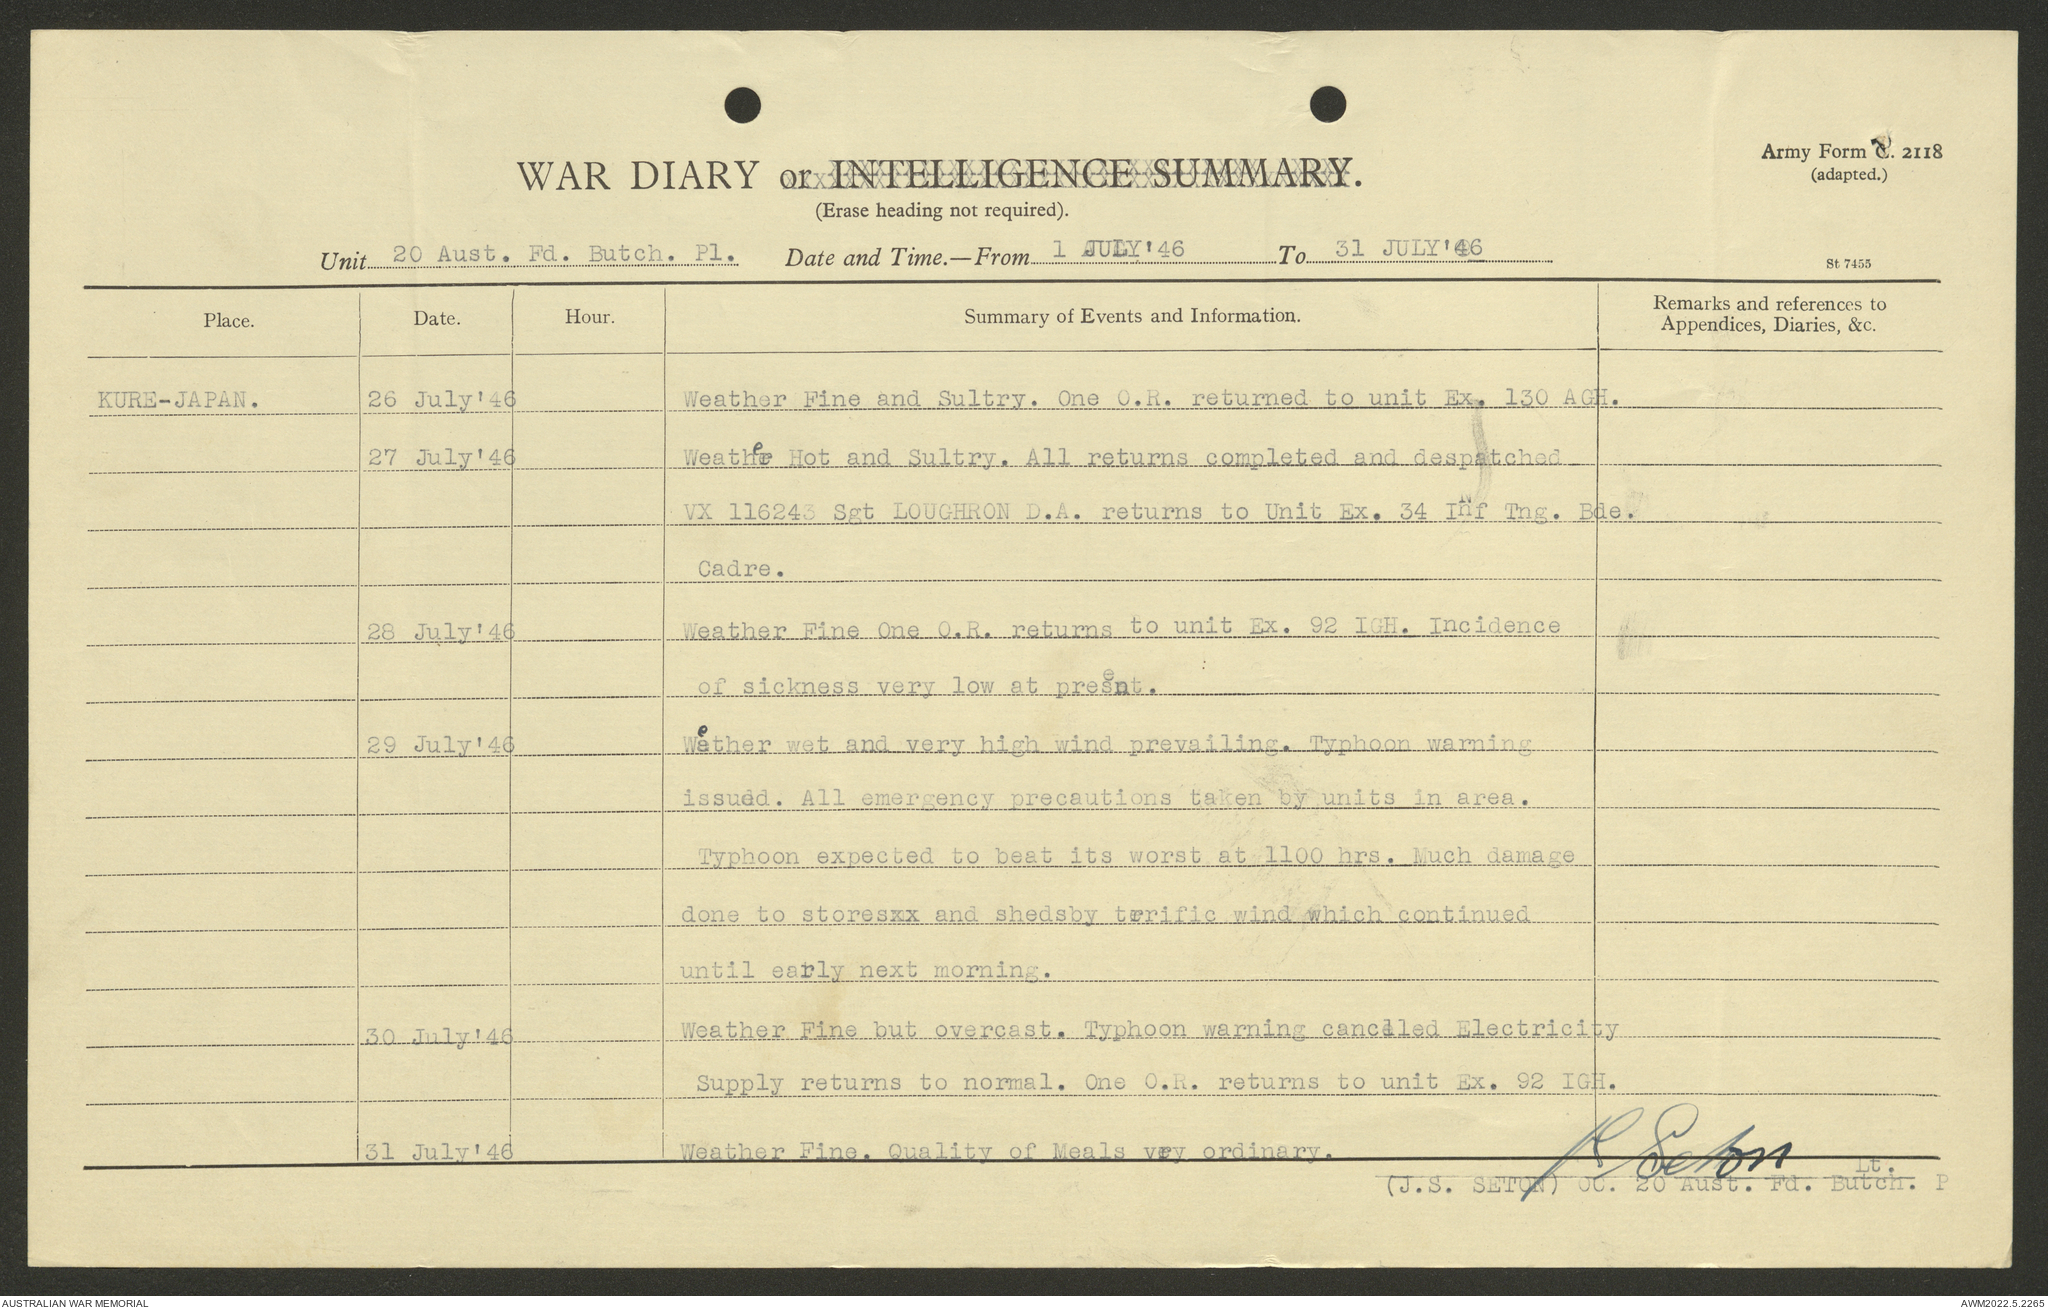 Army Form C. 2118
(adapted.)
WAR DIARY or INTELLIGENCE SUMMARY.
(Erase heading not required).
Unit 20 Aust. Fd. Butch. Pl. Date and Time.—From 1 JULY'46 To 31 JULY'46
St 7455
Place. Date. Hour. Summary of Events and Information. Remarks and references to
Appendices, Diaries, &c.
KURE-JAPAN. 26 July'46 Weather Fine and Sultry. One O.R. returned to unit Ex. 130 AGH.
27 July'46 Weather Hot and Sultry. All returns completed and despatched
VX 116243 Sgt LOUGHRON D.A. returns to Unit Ex. 34 Inf Tng. Bde.
Cadre.
28 July'46 Weather Fine One O.R. returns to unit Ex. 92 IGH. Incidence
of sickness very low at present.
29 July'46 Weather wet and very high wind prevailing. Typhoon warning
issued. All emergency precautions taken by units in area.
Typhoon expected to beat its worst at 1100 hrs. Much damage
done to storesxx and shedsby trrific wind which continued
until early next morning.
30 July'46 Weather Fine but overcast. Typhoon warning cancelled Electricity
Supply returns to normal. One O.R. returns to unit Ex. 92 IGH.
31 July'46 Weather Fine. Quality of Meals very ordinary.
Seton
Lt.
(J.S. SETON) OC. 20 Aust. Fd. Butch. P
AUSTRALIAN WAR MEMORIAL AWM2022.5.2265